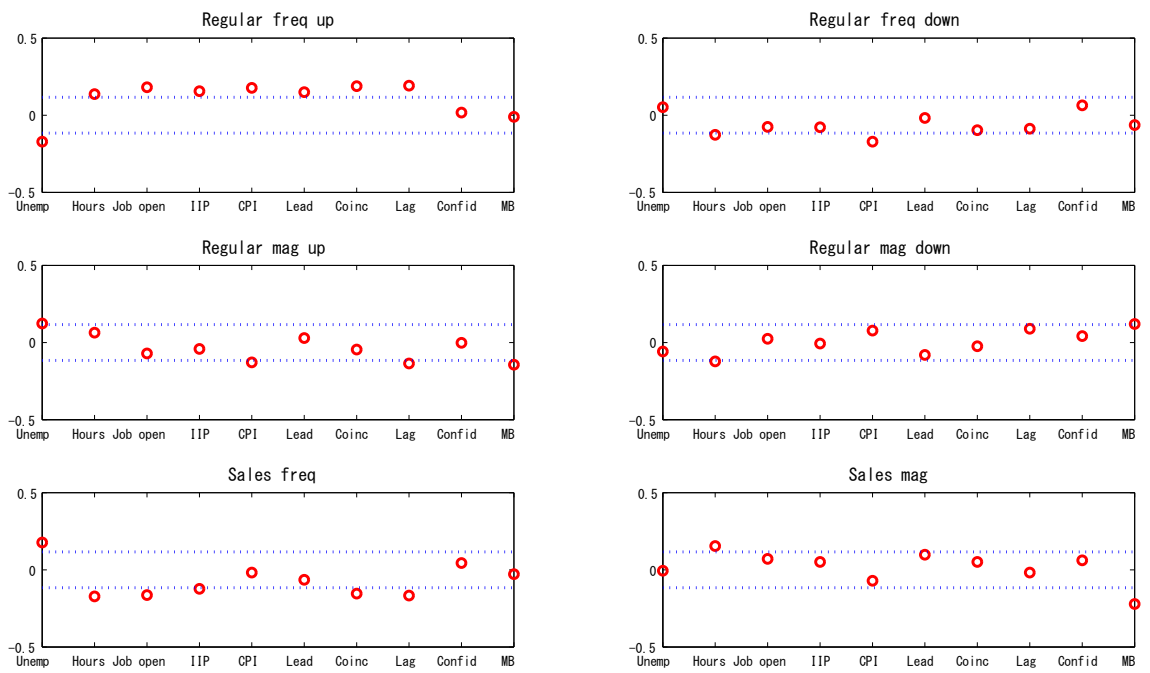 Regular freq up
0.5
0
-0.5
Unemp Hours Job open IIP CPI Lead Coinc Lag Confid MB
Regular freq down
0.5
0
-0.5
Unemp Hours Job open IIP CPI Lead Coinc Lag Confid MB
Regular mag up
0.5
0
-0.5
Unemp Hours Job open IIP CPI Lead Coinc Lag Confid MB
Regular mag down
0.5
0
-0.5
Unemp Hours Job open IIP CPI Lead Coinc Lag Confid MB
Sales freq
0.5
0
-0.5
Unemp Hours Job open IIP CPI Lead Coinc Lag Confid MB
Sales mag
0.5
0
-0.5
Unemp Hours Job open IIP CPI Lead Coinc Lag Confid MB